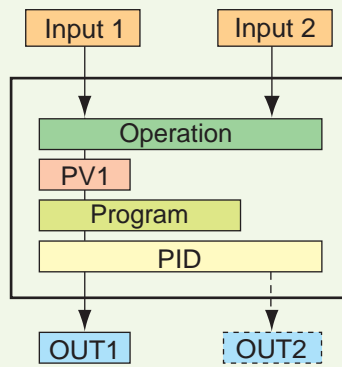 Input 1 Input 2
Operation
PV1
Program
PID
OUT1 OUT2